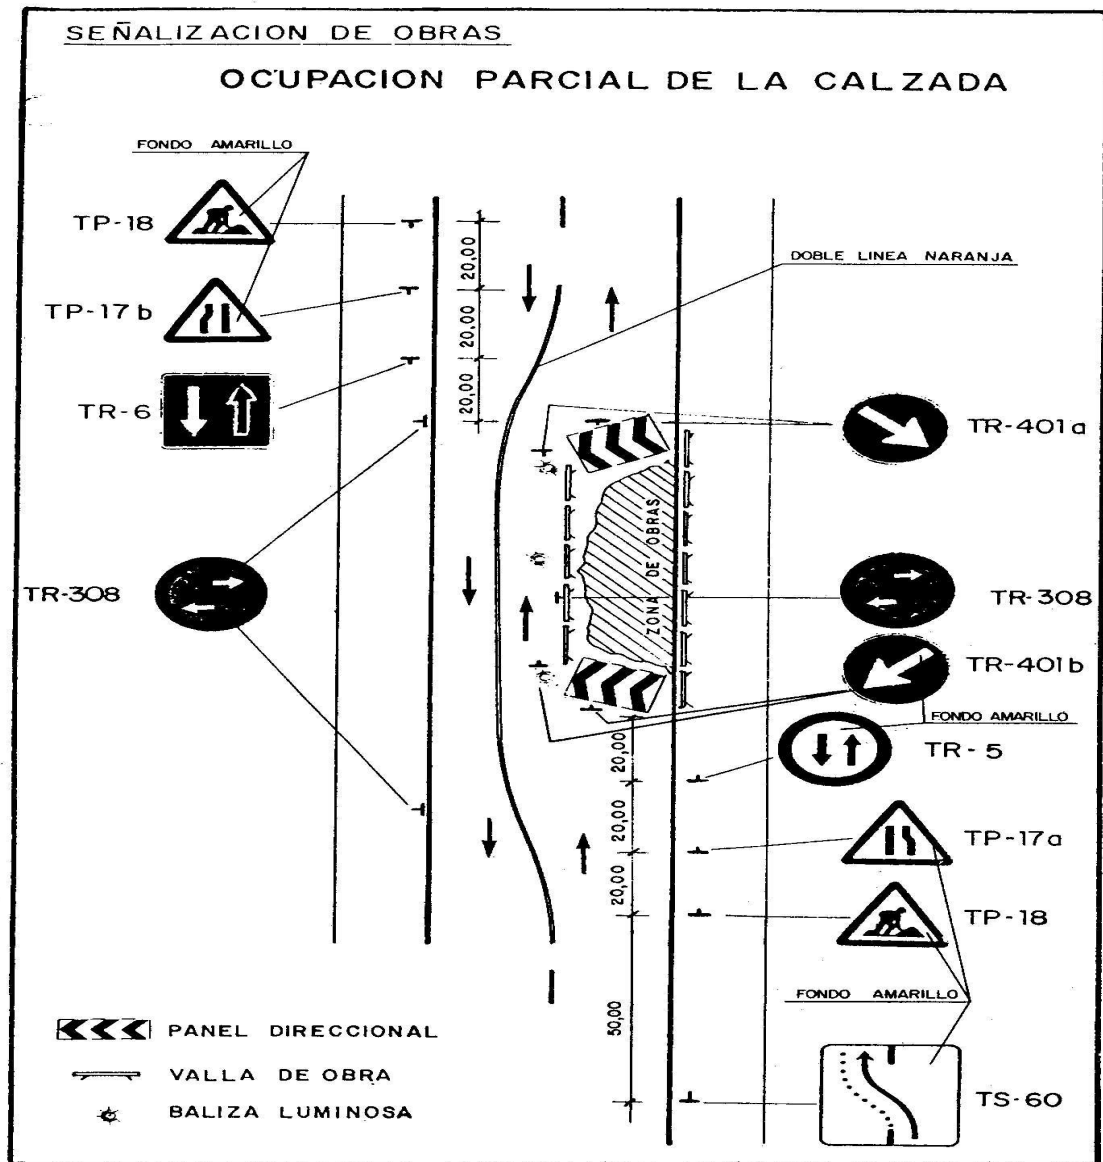 SEÑALIZACION DE OBRAS
OCUPACION PARCIAL DE LA CALZADA
FONDO AMARILLO
TP-18
TP-17b
TR-6
TR-308
20,00
20,00
20,00
DOBLE LINEA NARANJA
ZONA DE OBRAS
TR-401a
TR-308
TR-401b
FONDO AMARILLO
TR-5
TP-17a
TP-18
FONDO AMARILLO
TS-60
20,00
20,00
20,00
50,00
PANEL DIRECCIONAL
VALLA DE OBRA
BALIZA LUMINOSA